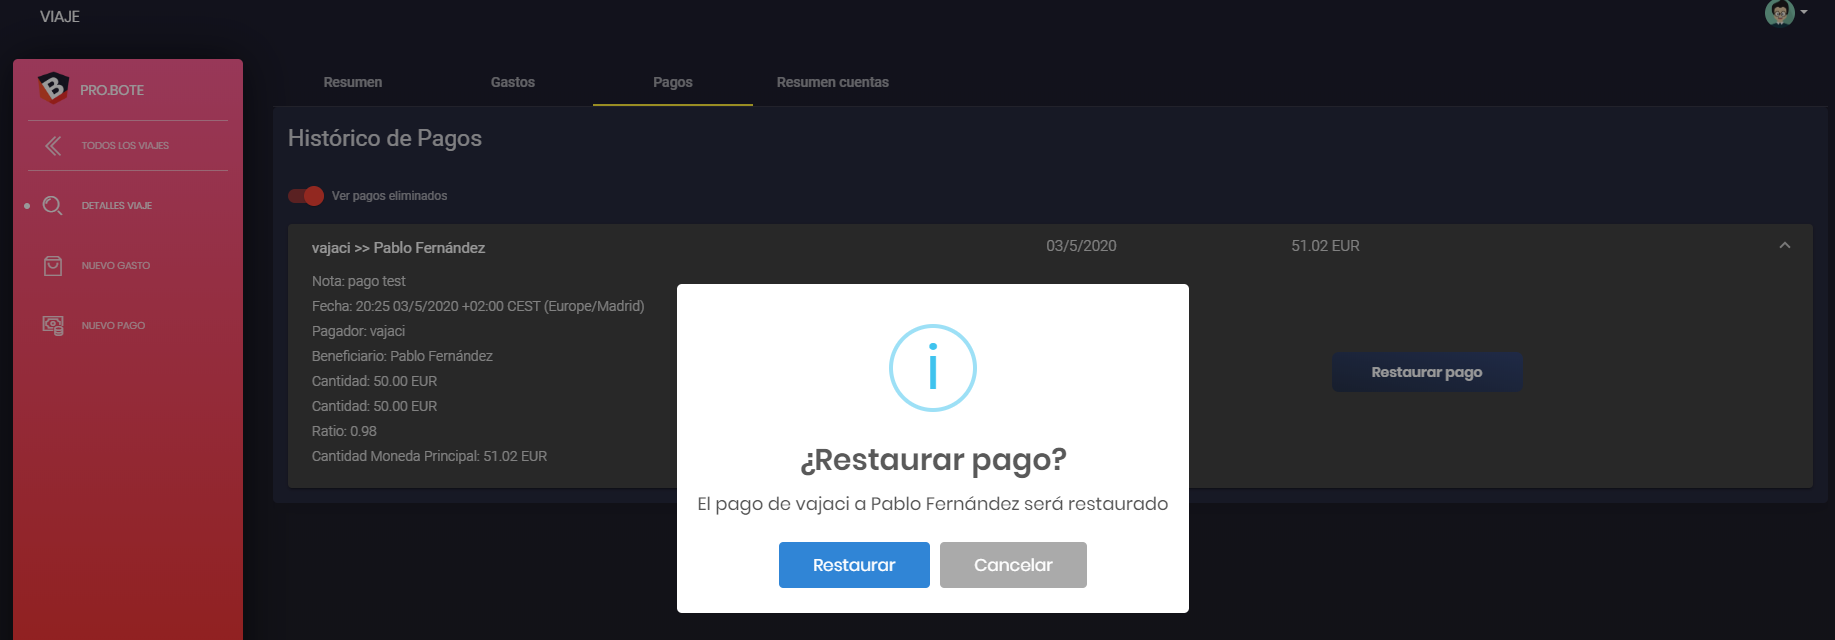 VIAJE
PRO.BOTE
TODOS LOS VIAJES
DETALLES VIAJE
NUEVO GASTO
NUEVO PAGO
Resumen Gastos Pagos Resumen cuentas
Histórico de Pagos
Ver pagos eliminados
vajaci >> Pablo Fernández 03/5/2020 51.02 EUR
Nota: pago test
Fecha: 20:25 03/5/2020 +02:00 CEST (Europe/Madrid)
Pagador: vajaci
Beneficiario: Pablo Fernández
Cantidad: 50.00 EUR
Cantidad: 50.00 EUR
Ratio: 0.98
Cantidad Moneda Principal: 51.02 EUR
Restaurar pago
¿Restaurar pago?
El pago de vajaci a Pablo Fernández será restaurado
Restaurar Cancelar